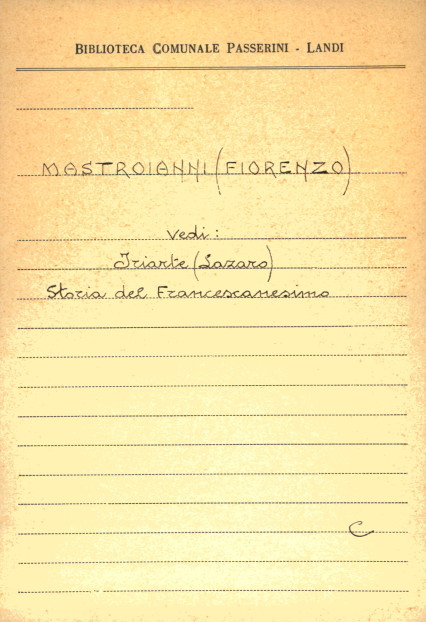 BIBLIOTECA COMUNALE PASSERINI - LANDI
MASTROIANNI (FIORENZO)
Vedi:
Iriarte (Lazaro)
Storia del Francescanesimo
C